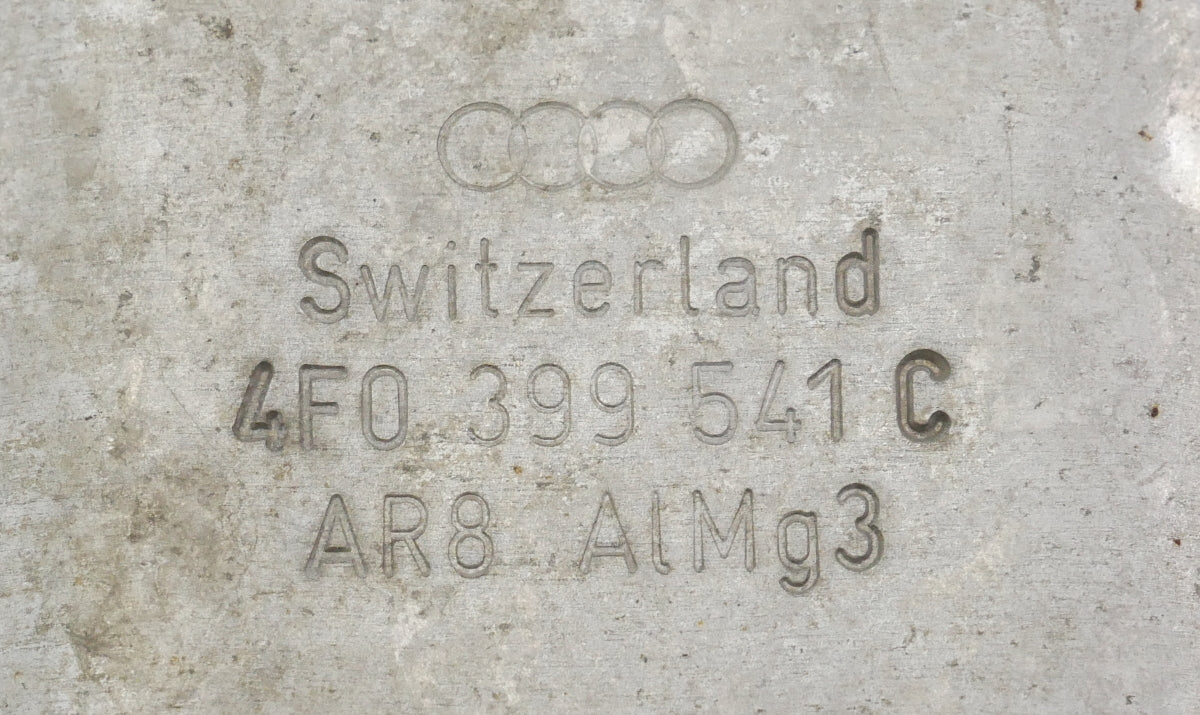 Switzerland
4F0 399 541 C
AR8 AlMg3